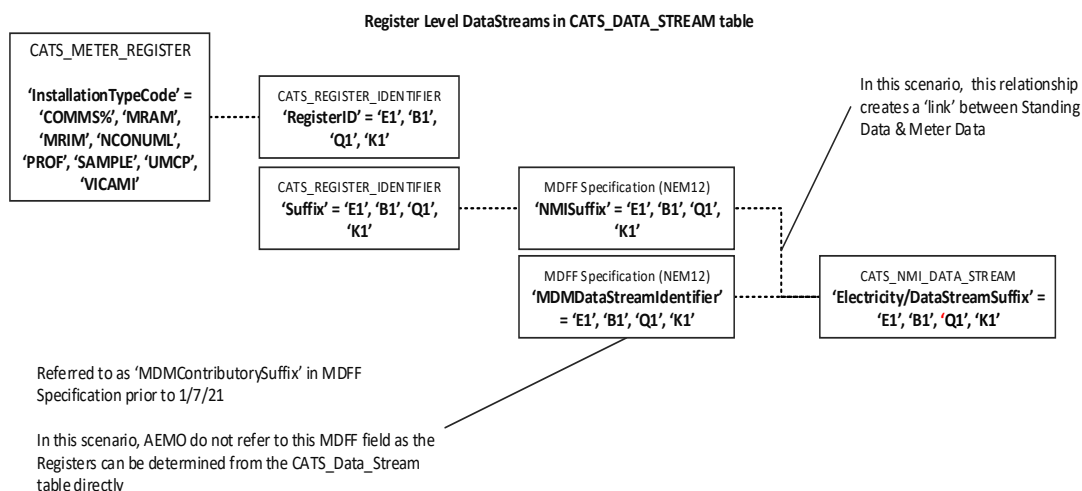 Register Level DataStreams in CATS_DATA_STREAM table
CATS_METER_REGISTER
‘InstallationTypeCode’ =
‘COMMS%’, ‘MRAM’,
‘MRIM’, ‘NCONUML’,
‘PROF’, ‘SAMPLE’, ‘UMCP’,
‘VICAMI’
CATS_REGISTER_IDENTIFIER
‘RegisterID’ = ‘E1’, ‘B1’,
‘Q1’, ‘K1’
In this scenario, this relationship
creates a ‘link’ between Standing
Data & Meter Data
CATS_REGISTER_IDENTIFIER
‘Suffix’ = ‘E1’, ‘B1’, ‘Q1’,
‘K1’
MDFF Specification (NEM12)
‘NMISuffix’ = ‘E1’, ‘B1’, ‘Q1’,
‘K1’
MDFF Specification (NEM12)
‘MDMDataStreamIdentifier’
= ‘E1’, ‘B1’, ‘Q1’, ‘K1’
CATS_NMI_DATA_STREAM
‘Electricity/DataStreamSuffix’ =
‘E1’, ‘B1’, ‘Q1’, ‘K1’
Referred to as ‘MDMContributorySuffix’ in MDFF
Specification prior to 1/7/21
In this scenario, AEMO do not refer to this MDFF field as the
Registers can be determined from the CATS_Data_Stream
table directly